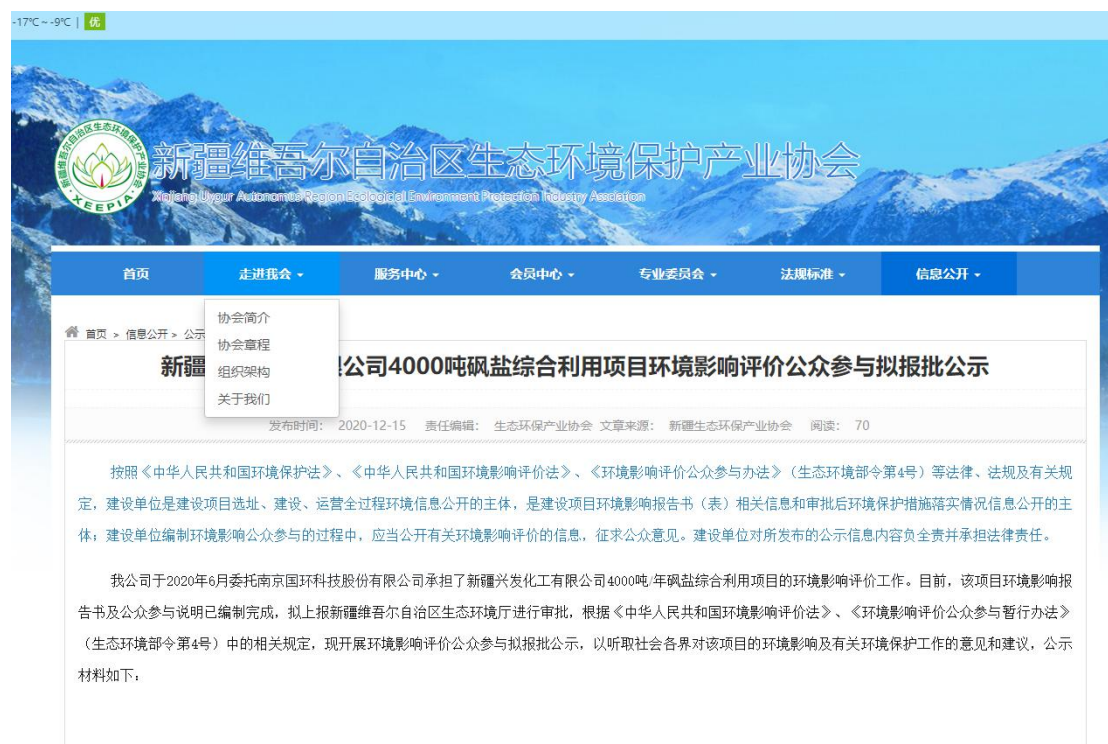 -17℃ ~ -9℃ | 优
新疆维吾尔自治区生态环境保护产业协会
XEEPIA
新疆维吾尔自治区生态环境保护产业协会
Xinjiang Uygur Autonomous Region Ecological Environment Protection Industry Association
首页 走进我会 服务中心 会员中心 专业委员会 法规标准 信息公开
协会简介
协会章程
组织架构
关于我们
首页 > 信息公开 > 公示
新疆 公司4000吨砜盐综合利用项目环境影响评价公众参与拟报批公示
发布时间: 2020-12-15 责任编辑: 生态环保产业协会 文章来源: 新疆生态环保产业协会 阅读: 70
按照《中华人民共和国环境保护法》、《中华人民共和国环境影响评价法》、《环境影响评价公众参与办法》（生态环境部令第4号）等法律、法规及有关规
定，建设单位是建设项目选址、建设、运营全过程环境信息公开的主体，是建设项目环境影响报告书（表）相关信息和审批后环境保护措施落实情况信息公开的主
体；建设单位编制环境影响公众参与的过程中，应当公开有关环境影响评价的信息，征求公众意见。建设单位对所发布的公示信息内容负全责并承担法律责任。
我公司于2020年6月委托南京国环科技股份有限公司承担了新疆兴发化工有限公司4000吨/年砜盐综合利用项目的环境影响评价工作。目前，该项目环境影响报
告书及公众参与说明已编制完成，拟上报新疆维吾尔自治区生态环境厅进行审批，根据《中华人民共和国环境影响评价法》、《环境影响评价公众参与暂行办法》
（生态环境部令第4号）中的相关规定，现开展环境影响评价公众参与拟报批公示，以听取社会各界对该项目的环境影响及有关环境保护工作的意见和建议，公示
材料如下：